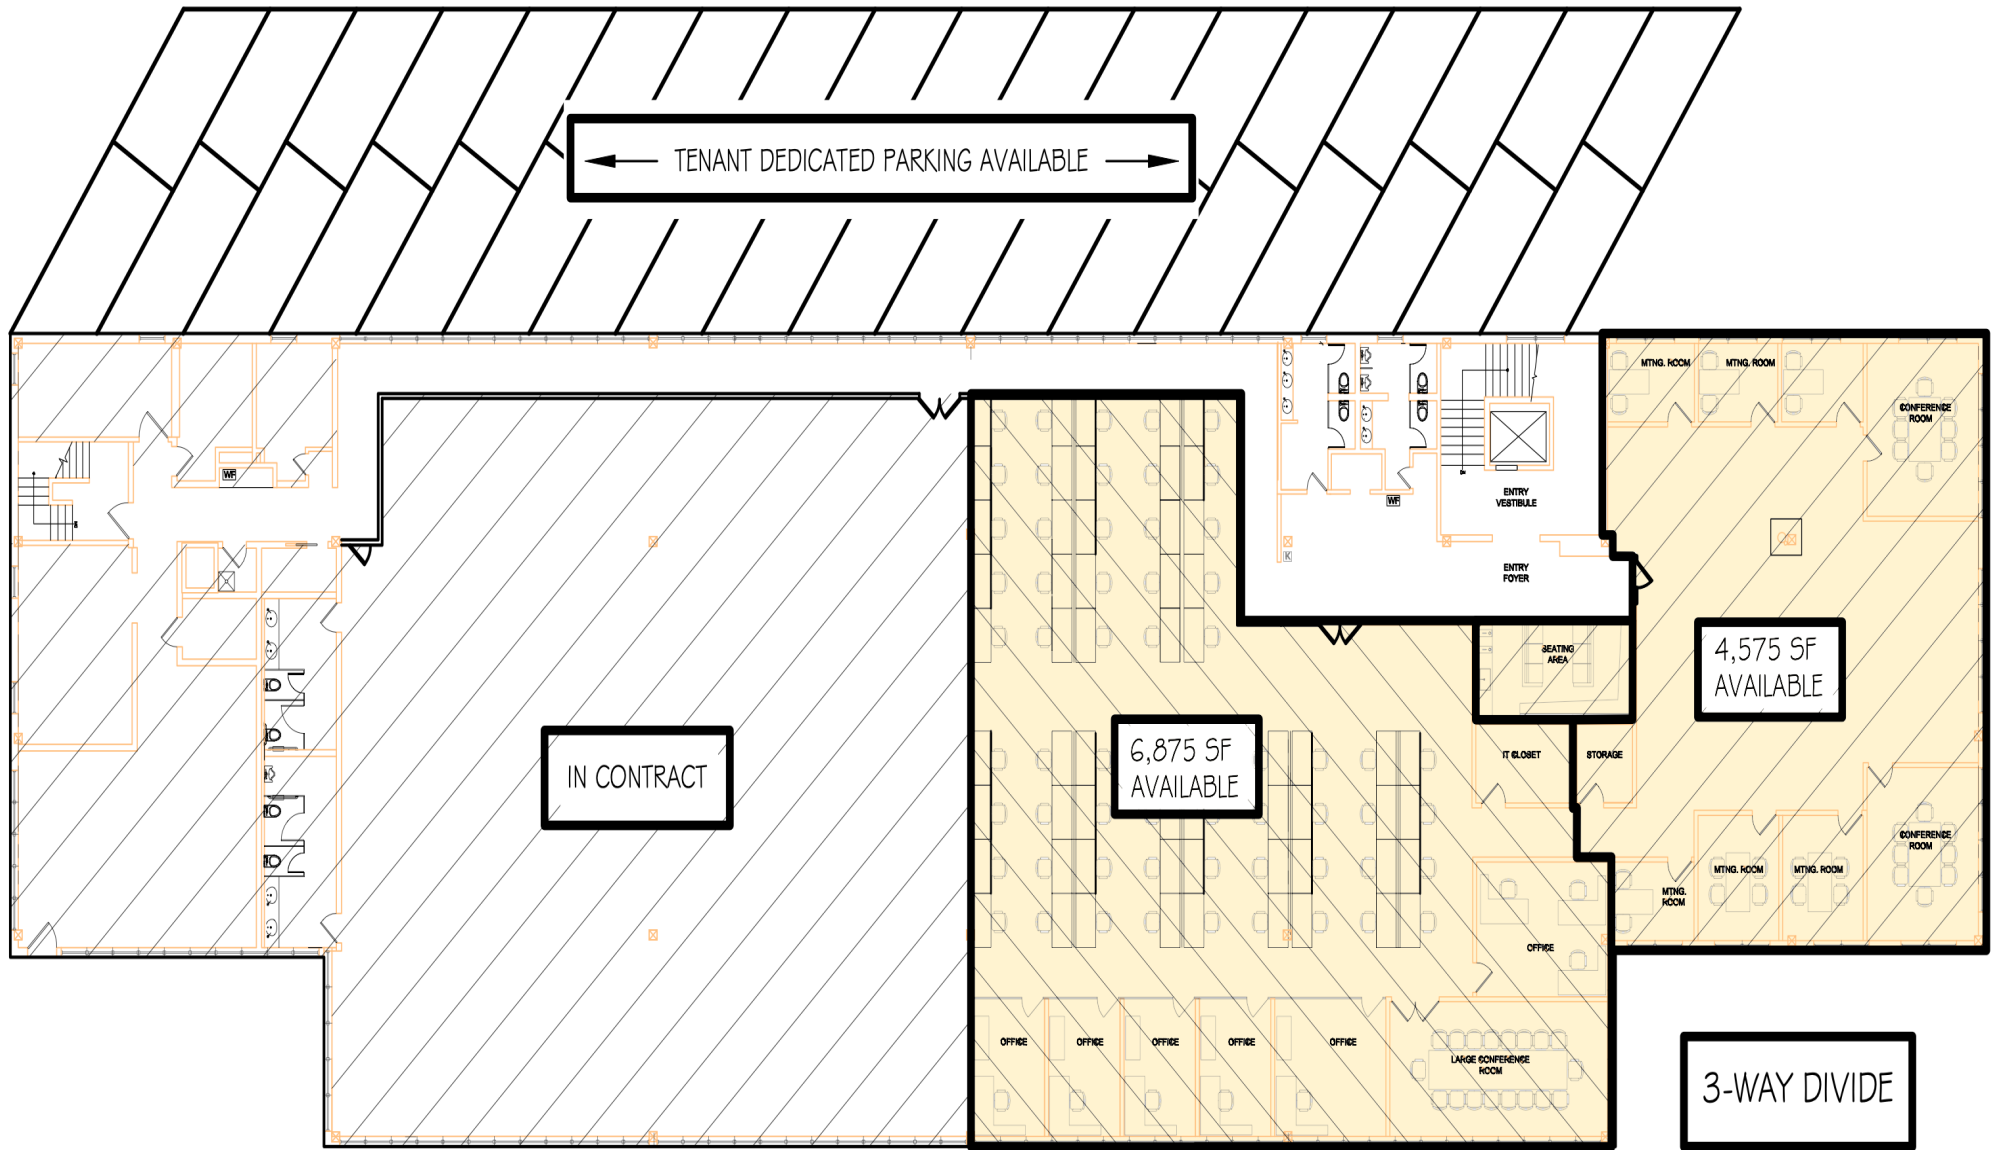 TENANT DEDICATED PARKING AVAILABLE
MTNG. ROOM
MTNG. ROOM
CONFERENCE
ROOM
WF
WF
ENTRY
VESTIBULE
K
ENTRY
FOYER
SEATING
AREA
4,575 SF
AVAILABLE
6,875 SF
AVAILABLE
IN CONTRACT
IT CLOSET
STORAGE
CONFERENCE
ROOM
MTNG. ROOM
MTNG. ROOM
MTNG.
ROOM
OFFICE
OFFICE
OFFICE
OFFICE
OFFICE
OFFICE
LARGE CONFERENCE
ROOM
3-WAY DIVIDE